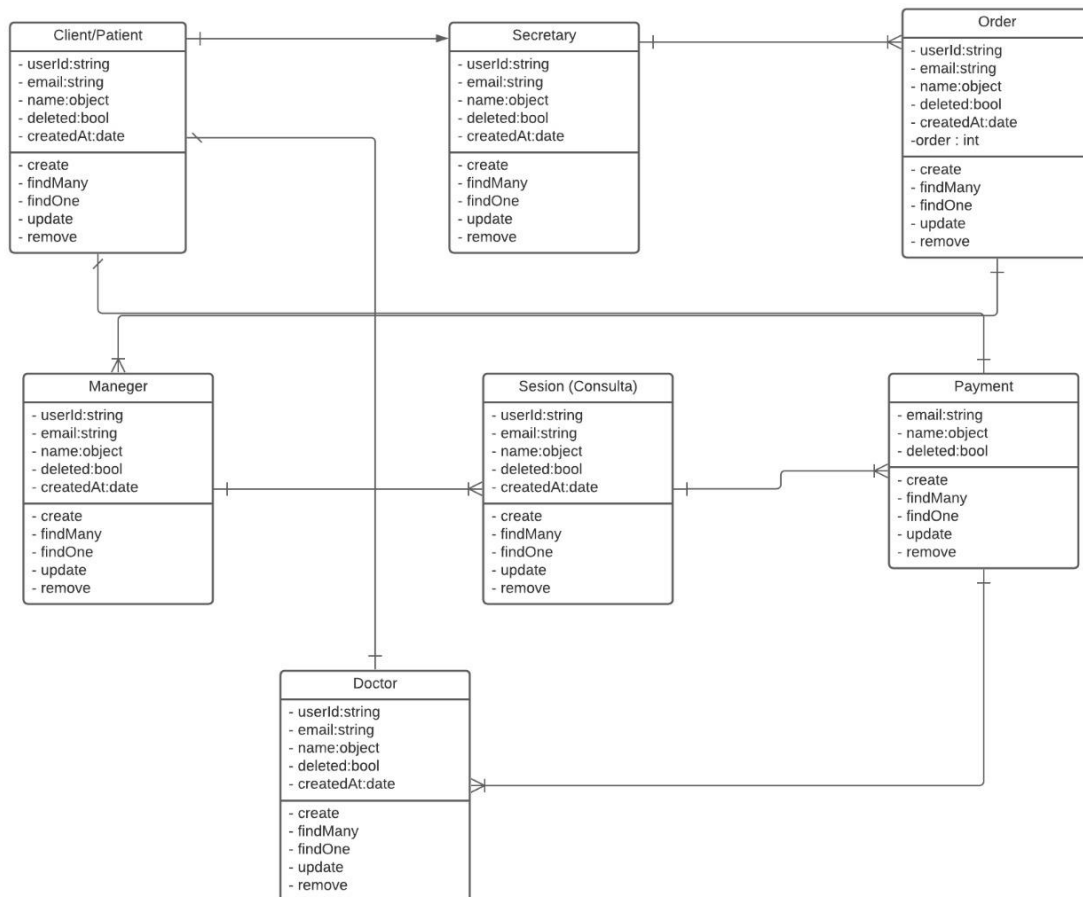 Client/Patient
- userId:string
- email:string
- name:object
- deleted:bool
- createdAt:date
- create
- findMany
- findOne
- update
- remove
Secretary
- userId:string
- email:string
- name:object
- deleted:bool
- createdAt:date
- create
- findMany
- findOne
- update
- remove
Order
- userId:string
- email:string
- name:object
- deleted:bool
- createdAt:date
-order : int
- create
- findMany
- findOne
- update
- remove
Maneger
- userId:string
- email:string
- name:object
- deleted:bool
- createdAt:date
- create
- findMany
- findOne
- update
- remove
Sesion (Consulta)
- userId:string
- email:string
- name:object
- deleted:bool
- createdAt:date
- create
- findMany
- findOne
- update
- remove
Payment
- email:string
- name:object
- deleted:bool
- create
- findMany
- findOne
- update
- remove
Doctor
- userId:string
- email:string
- name:object
- deleted:bool
- createdAt:date
- create
- findMany
- findOne
- update
- remove